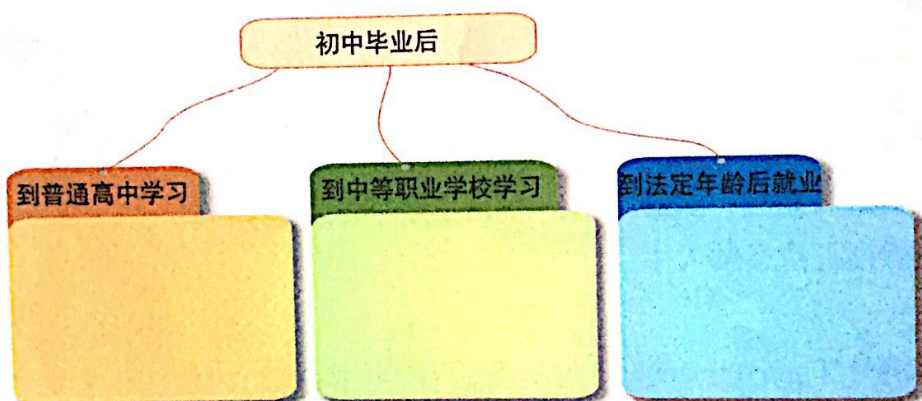 初中毕业后
到普通高中学习
到中等职业学校学习
到法定年龄后就业